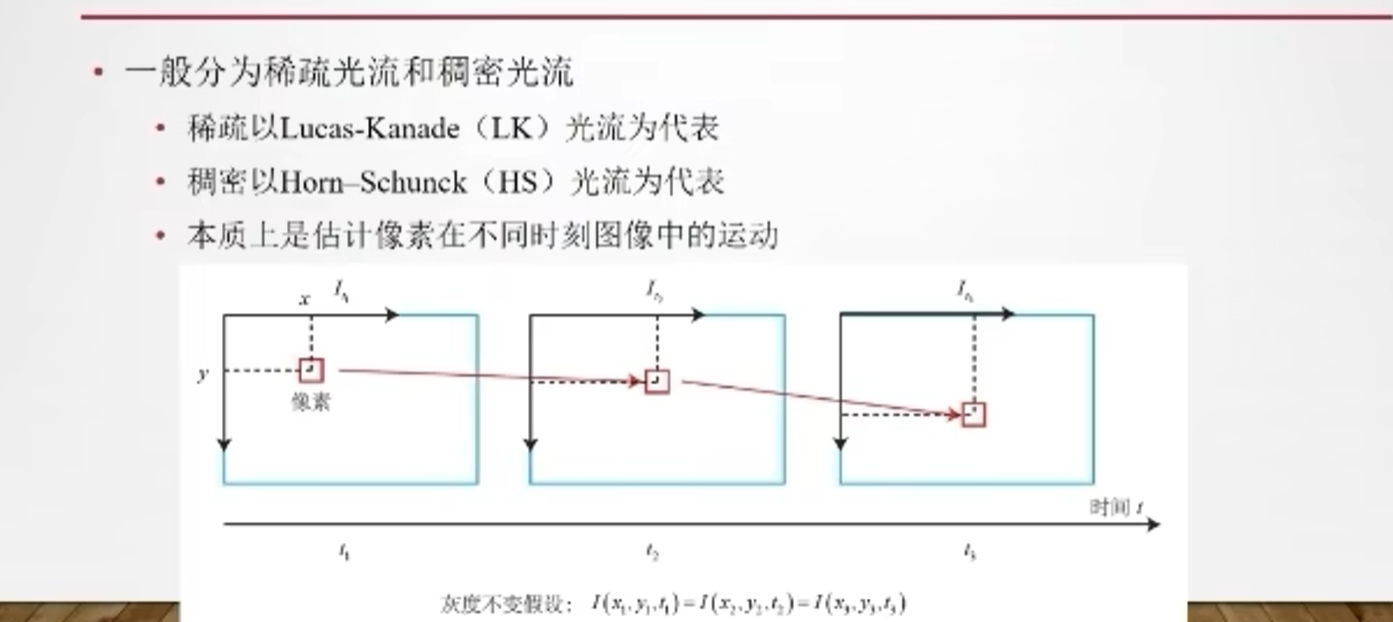 一般分为稀疏光流和稠密光流
稀疏以Lucas-Kanade（LK）光流为代表
稠密以Horn–Schunck（HS）光流为代表
本质上是估计像素在不同时刻图像中的运动
x I_{t_1} I_{t_2} I_{t_3}
y
像素
时间 t
t_1 t_2 t_3
灰度不变假设： I(x_1, y_1, t_1) = I(x_2, y_2, t_2) = I(x_3, y_3, t_3)